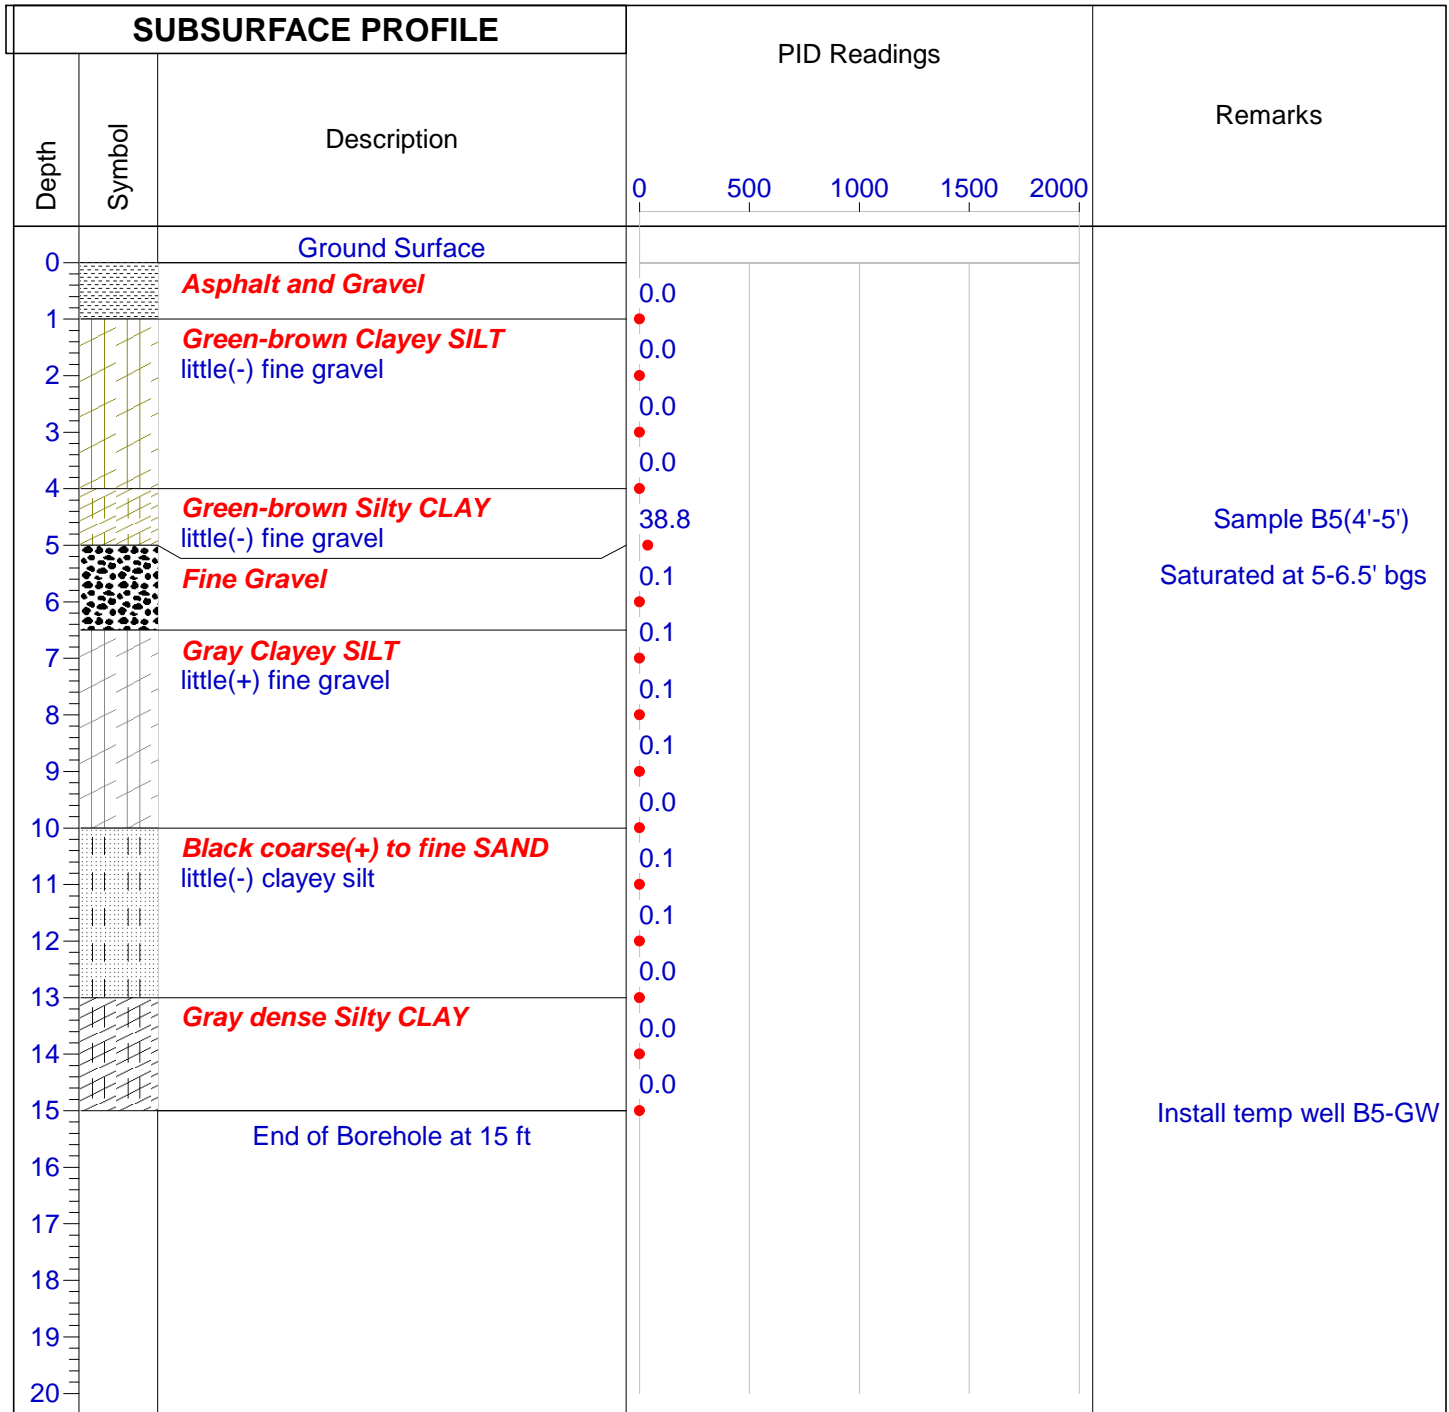 SUBSURFACE PROFILE
PID Readings
Remarks
Depth
Symbol
Description
0 500 1000 1500 2000
Ground Surface
0
Asphalt and Gravel
0.0
1
Green-brown Clayey SILT
0.0
little(-) fine gravel
2
0.0
3
0.0
4
Green-brown Silty CLAY
38.8
Sample B5(4'-5')
little(-) fine gravel
5
Fine Gravel
0.1
Saturated at 5-6.5' bgs
6
0.1
Gray Clayey SILT
7
little(+) fine gravel
0.1
8
0.1
9
0.0
10
Black coarse(+) to fine SAND
0.1
little(-) clayey silt
11
0.1
12
0.0
13
Gray dense Silty CLAY
0.0
14
0.0
15
Install temp well B5-GW
End of Borehole at 15 ft
16
17
18
19
20